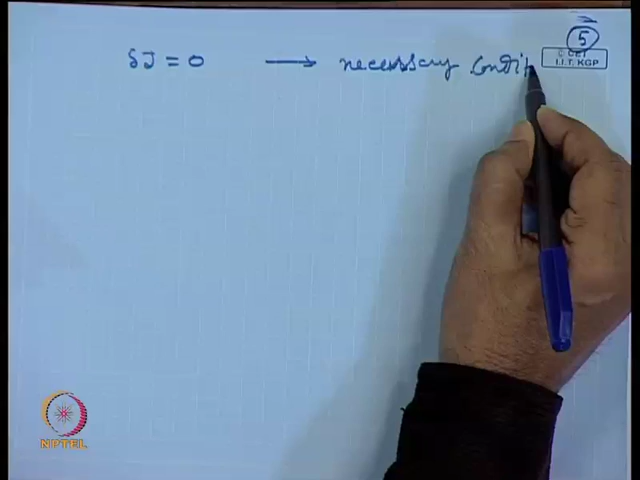 5
δJ = 0 → necessary Condi
C CET
I.I.T. KGP
NPTEL